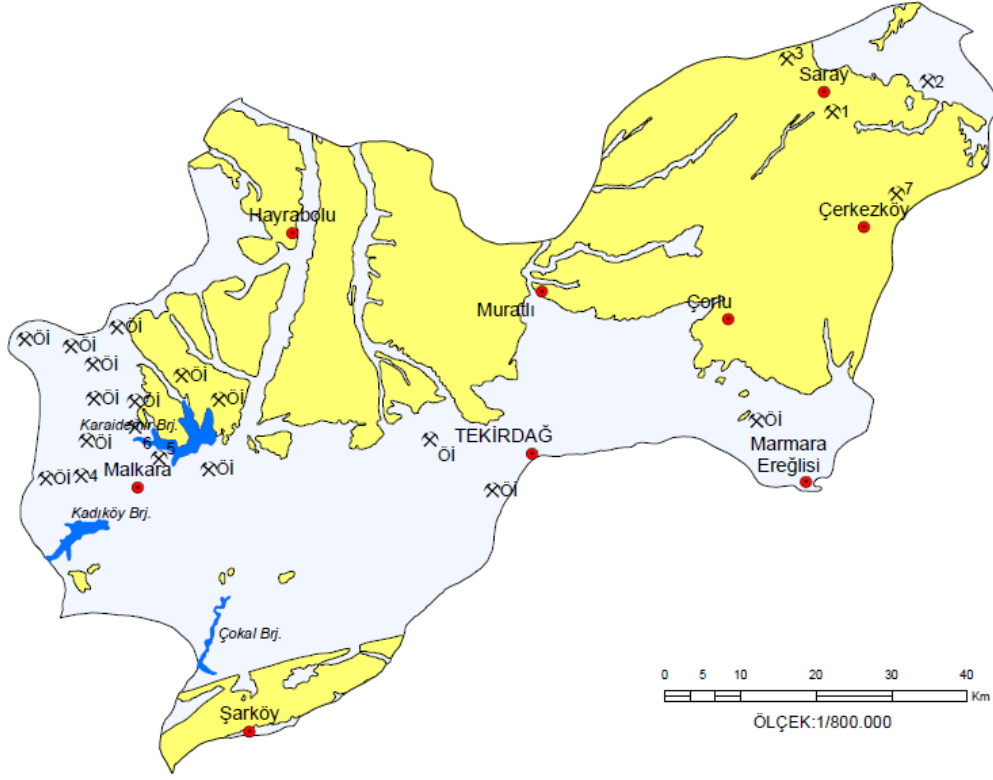 3
Saray
2
1
7
Çerkezköy
Hayrabolu
Muratlı
Çorlu
Öİ
Öİ
Öİ
Öİ
Öİ
Öİ
Öİ
Öİ
Karaidemir Brj.
Öİ
6
5
Öİ
Öİ
TEKİRDAĞ
Öİ
Marmara
Ereğlisi
Malkara
Öİ
4
Öİ
Kadıköy Brj.
Çokal Brj.
Şarköy
0 5 10 20 30 40
Km
ÖLÇEK:1/800.000